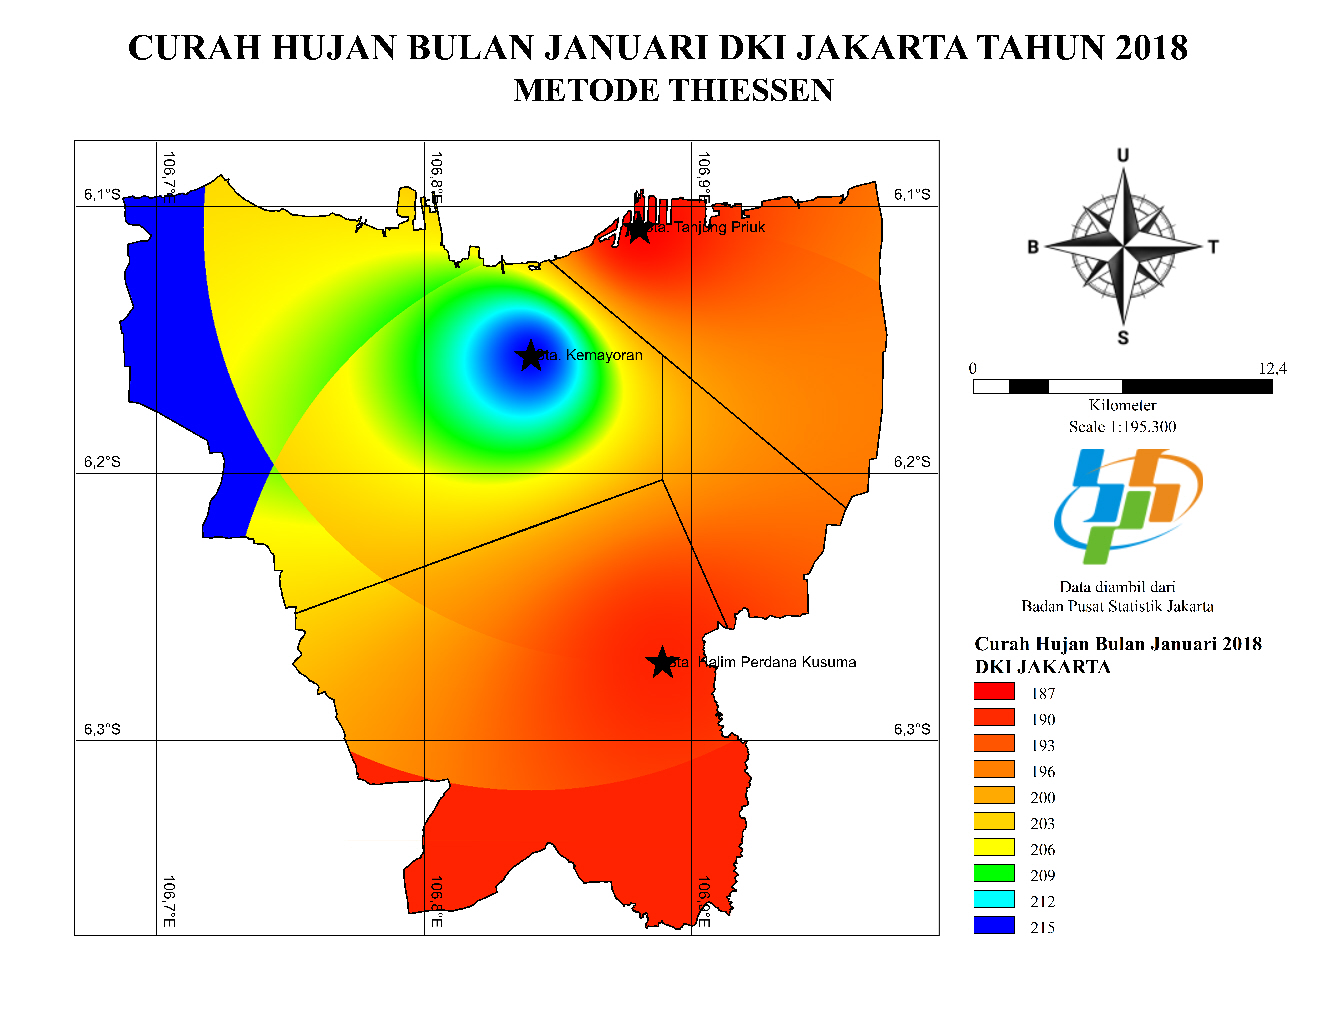 CURAH HUJAN BULAN JANUARI DKI JAKARTA TAHUN 2018
METODE THIESSEN
106,7°E
106,8°E
106,9°E
6,1°S
6,1°S
Sta. Tanjung Priuk
Sta. Kemayoran
6,2°S
6,2°S
Sta. Halim Perdana Kusuma
6,3°S
6,3°S
106,7°E
106,8°E
106,9°E
U
B
T
S
0
12.4
Kilometer
Scale 1:195.300
Data diambil dari
Badan Pusat Statistik Jakarta
Curah Hujan Bulan Januari 2018
DKI JAKARTA
187
190
193
196
200
203
206
209
212
215